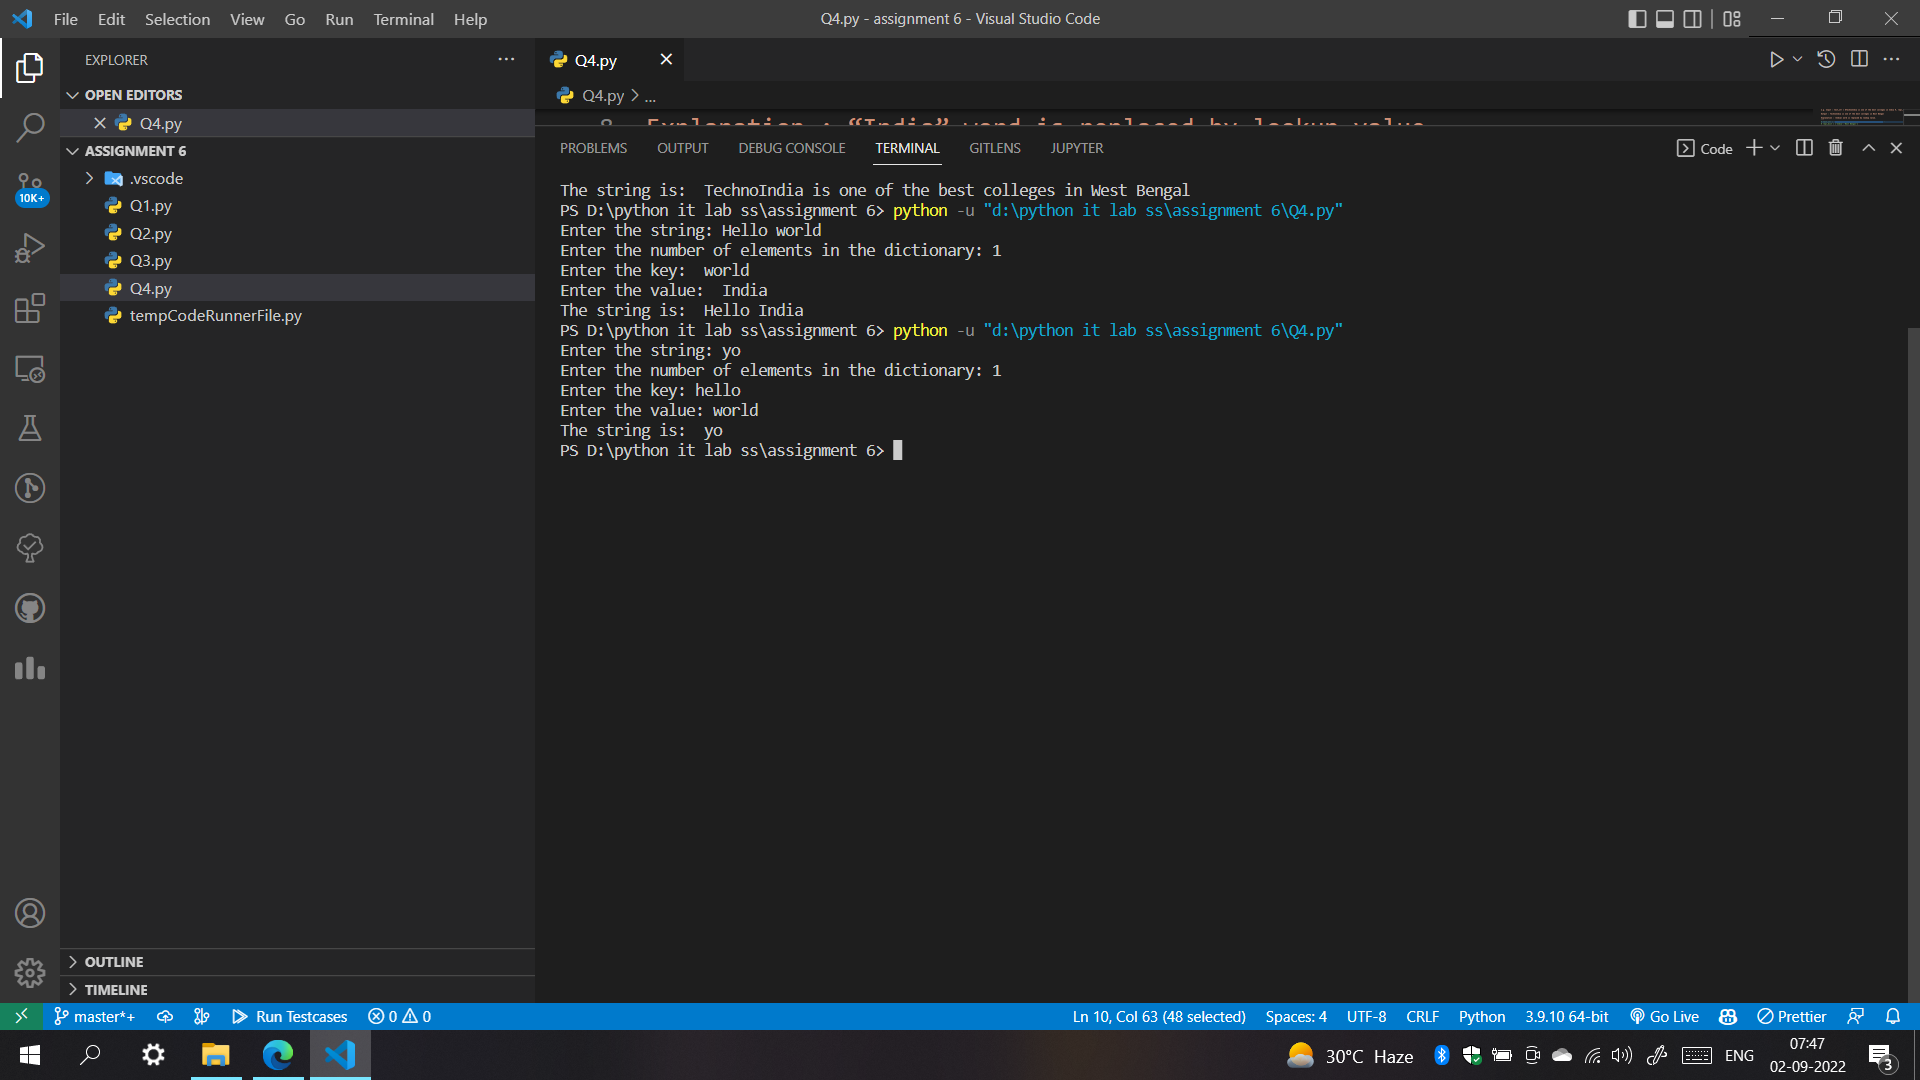 File Edit Selection View Go Run Terminal Help
Q4.py - assignment 6 - Visual Studio Code
EXPLORER
OPEN EDITORS
Q4.py
ASSIGNMENT 6
.vscode
Q1.py
Q2.py
Q3.py
Q4.py
tempCodeRunnerFile.py
OUTLINE
TIMELINE
10K+
Q4.py
Q4.py > ...
8 Explanation : “India” word is replaced by lookup value
PROBLEMS OUTPUT DEBUG CONSOLE TERMINAL GITLENS JUPYTER
Code
The string is:  TechnoIndia is one of the best colleges in West Bengal
PS D:\python it lab ss\assignment 6> python -u "d:\python it lab ss\assignment 6\Q4.py"
Enter the string: Hello world
Enter the number of elements in the dictionary: 1
Enter the key:  world
Enter the value:  India
The string is:  Hello India
PS D:\python it lab ss\assignment 6> python -u "d:\python it lab ss\assignment 6\Q4.py"
Enter the string: yo
Enter the number of elements in the dictionary: 1
Enter the key: hello
Enter the value: world
The string is:  yo
PS D:\python it lab ss\assignment 6>
master*+ Run Testcases 0 0 Ln 10, Col 63 (48 selected) Spaces: 4 UTF-8 CRLF Python 3.9.10 64-bit Go Live Prettier
30°C Haze ENG 07:47
02-09-2022
3